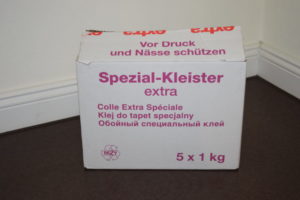 extra
Vor Druck
und Nässe schützen
Spezial-Kleister
extra
Colle Extra Spéciale
Klej do tapet specjalny
Обойный специальный клей
5 x 1 kg